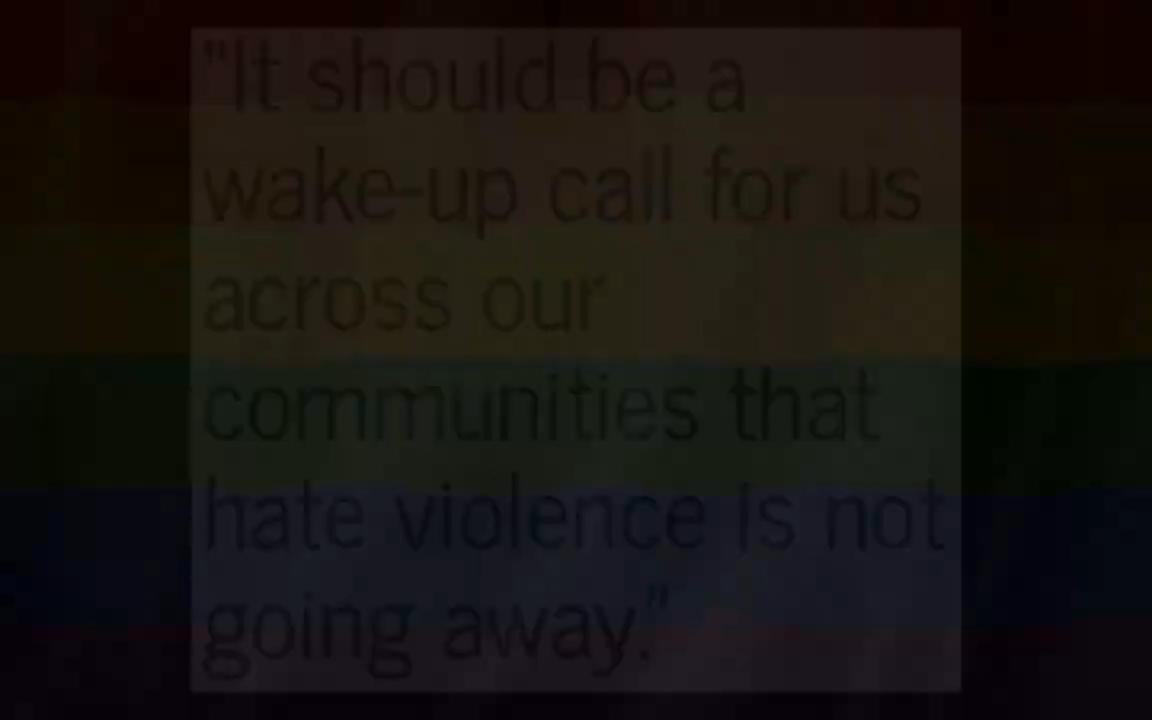 "It should be a
wake-up call for us
across our
communities that
hate violence is not
going away."